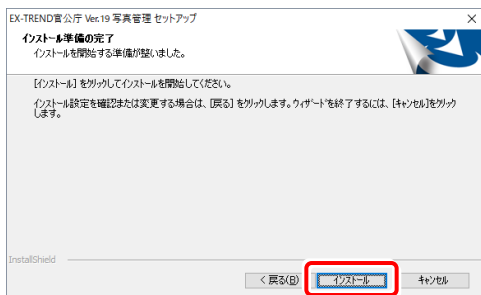 EX-TREND官公庁 Ver.19 写真管理 セットアップ
インストール準備の完了
インストールを開始する準備が整いました。
[インストール] をクリックしてインストールを開始してください。
インストール設定を確認または変更する場合は、[戻る] をクリックします。ウィザードを終了するには、[キャンセル]をクリック
します。
InstallShield
< 戻る(B)
インストール
キャンセル